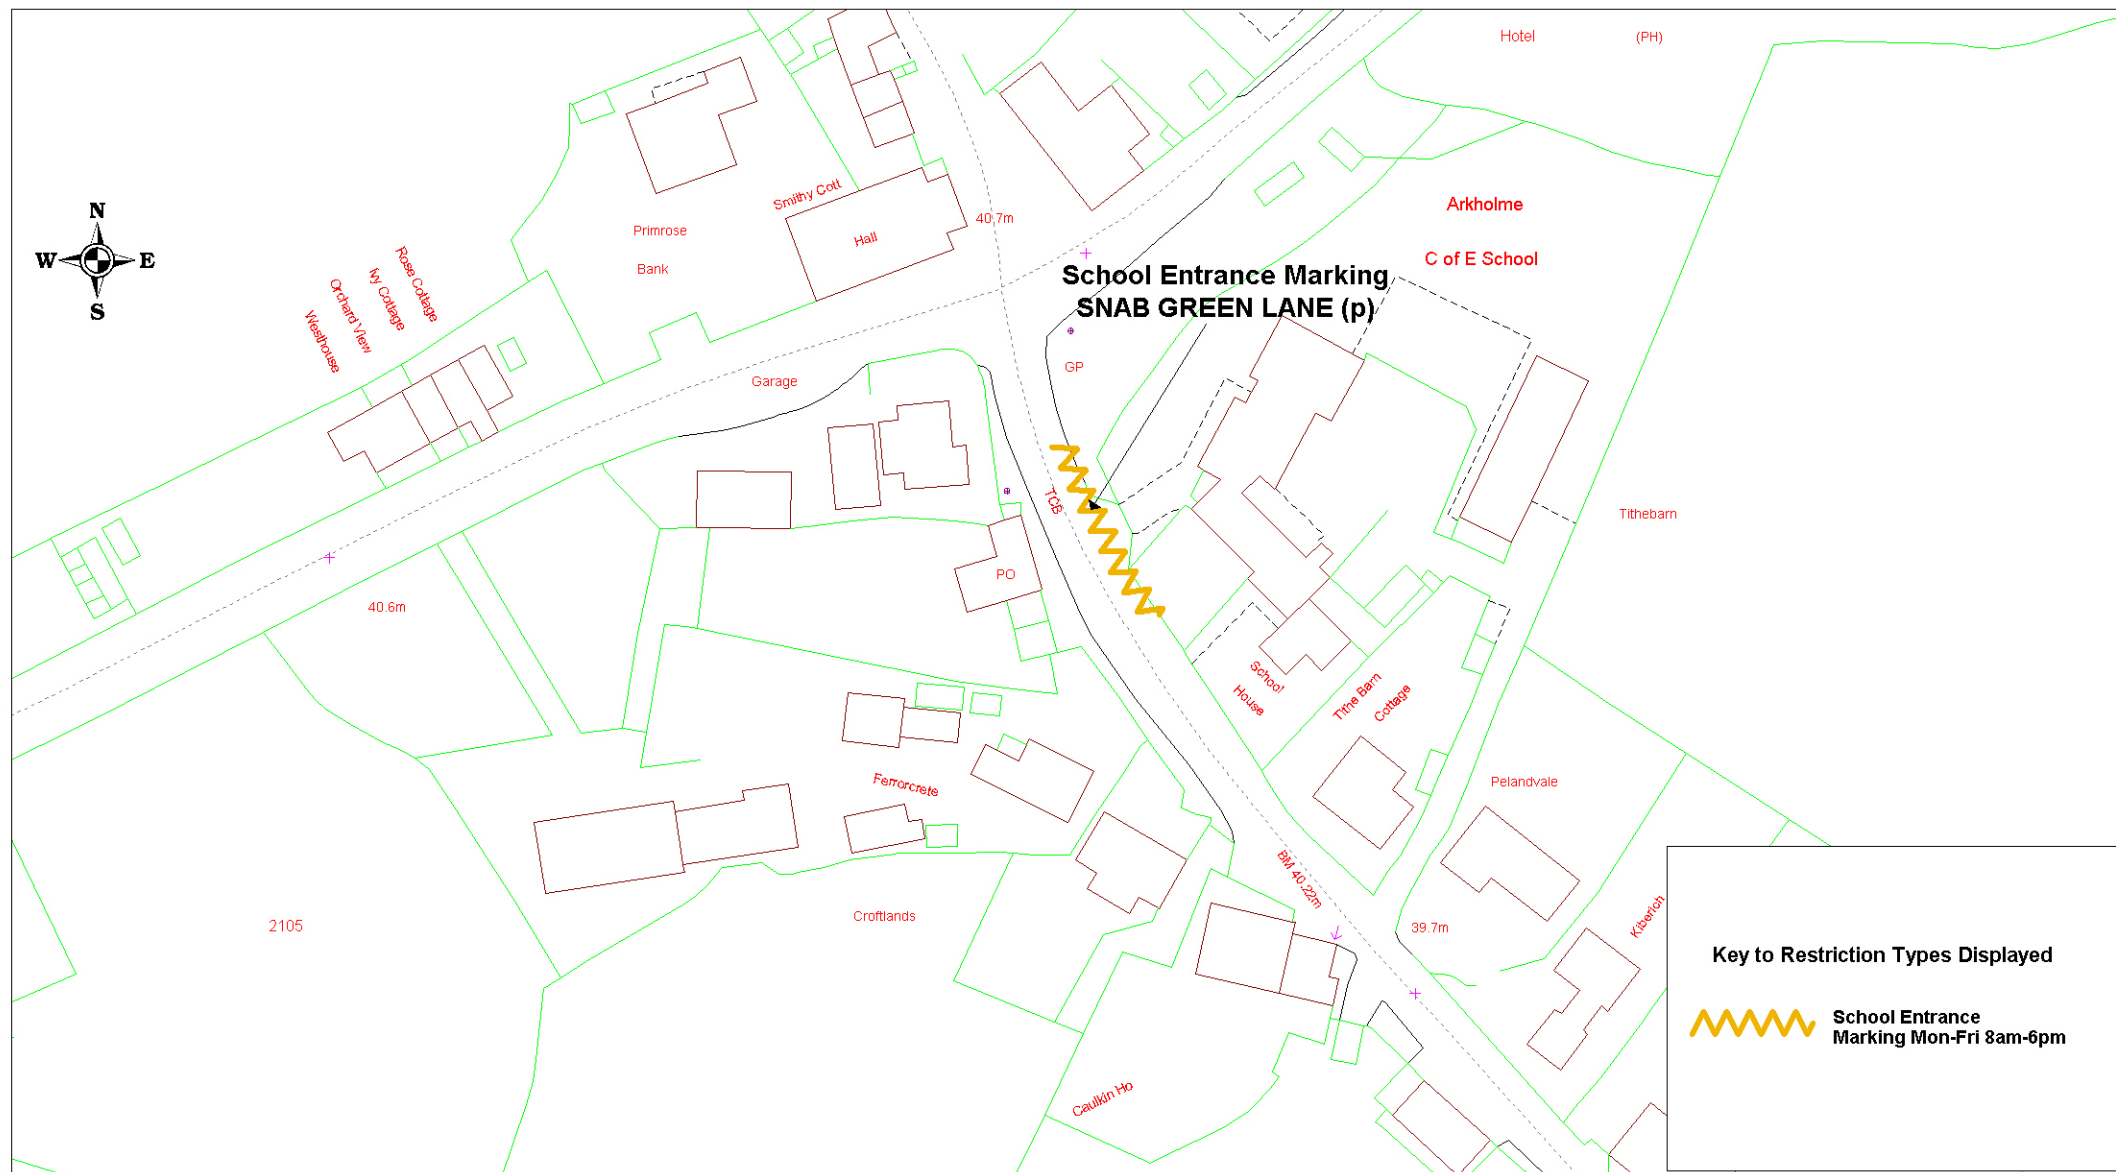 Hotel
(PH)
Arkholme
C of E School
Smithy Cott
Hall
40.7m
Primrose
Bank
N
W
E
S
Rose Cottage
Ivy Cottage
Orchard View
Westhouse
School Entrance Marking
SNAB GREEN LANE (p)
GP
Garage
TCB
PO
Tithebarn
40.6m
School
House
Tithe Barn
Cottage
Ferrorcrete
Pelandvale
BM 40.22m
39.7m
Kiberich
2105
Croftlands
Caulkin Ho
Key to Restriction Types Displayed
School Entrance
Marking Mon-Fri 8am-6pm